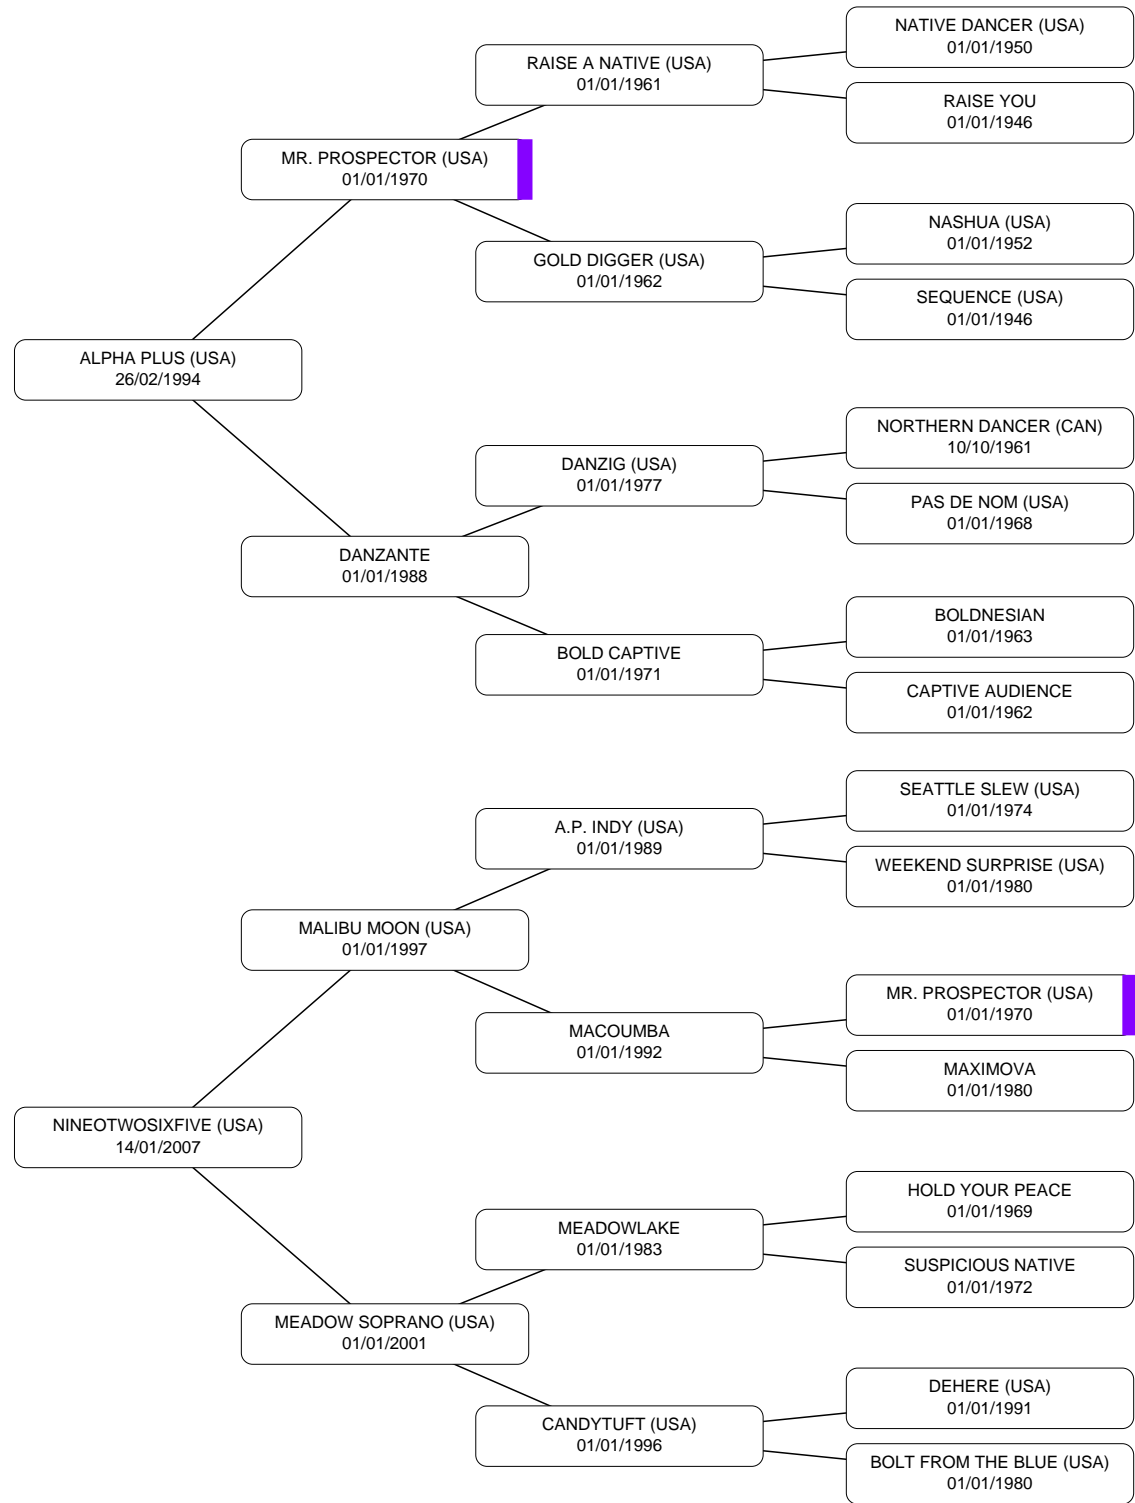 NATIVE DANCER (USA)
01/01/1950
RAISE A NATIVE (USA)
01/01/1961
RAISE YOU
01/01/1946
MR. PROSPECTOR (USA)
01/01/1970
NASHUA (USA)
01/01/1952
GOLD DIGGER (USA)
01/01/1962
SEQUENCE (USA)
01/01/1946
ALPHA PLUS (USA)
26/02/1994
NORTHERN DANCER (CAN)
10/10/1961
DANZIG (USA)
01/01/1977
PAS DE NOM (USA)
01/01/1968
DANZANTE
01/01/1988
BOLDNESIAN
01/01/1963
BOLD CAPTIVE
01/01/1971
CAPTIVE AUDIENCE
01/01/1962
SEATTLE SLEW (USA)
01/01/1974
A.P. INDY (USA)
01/01/1989
WEEKEND SURPRISE (USA)
01/01/1980
MALIBU MOON (USA)
01/01/1997
MR. PROSPECTOR (USA)
01/01/1970
MACOUMBA
01/01/1992
MAXIMOVA
01/01/1980
NINEOTWOSIXFIVE (USA)
14/01/2007
HOLD YOUR PEACE
01/01/1969
MEADOWLAKE
01/01/1983
SUSPICIOUS NATIVE
01/01/1972
MEADOW SOPRANO (USA)
01/01/2001
DEHERE (USA)
01/01/1991
CANDYTUFT (USA)
01/01/1996
BOLT FROM THE BLUE (USA)
01/01/1980